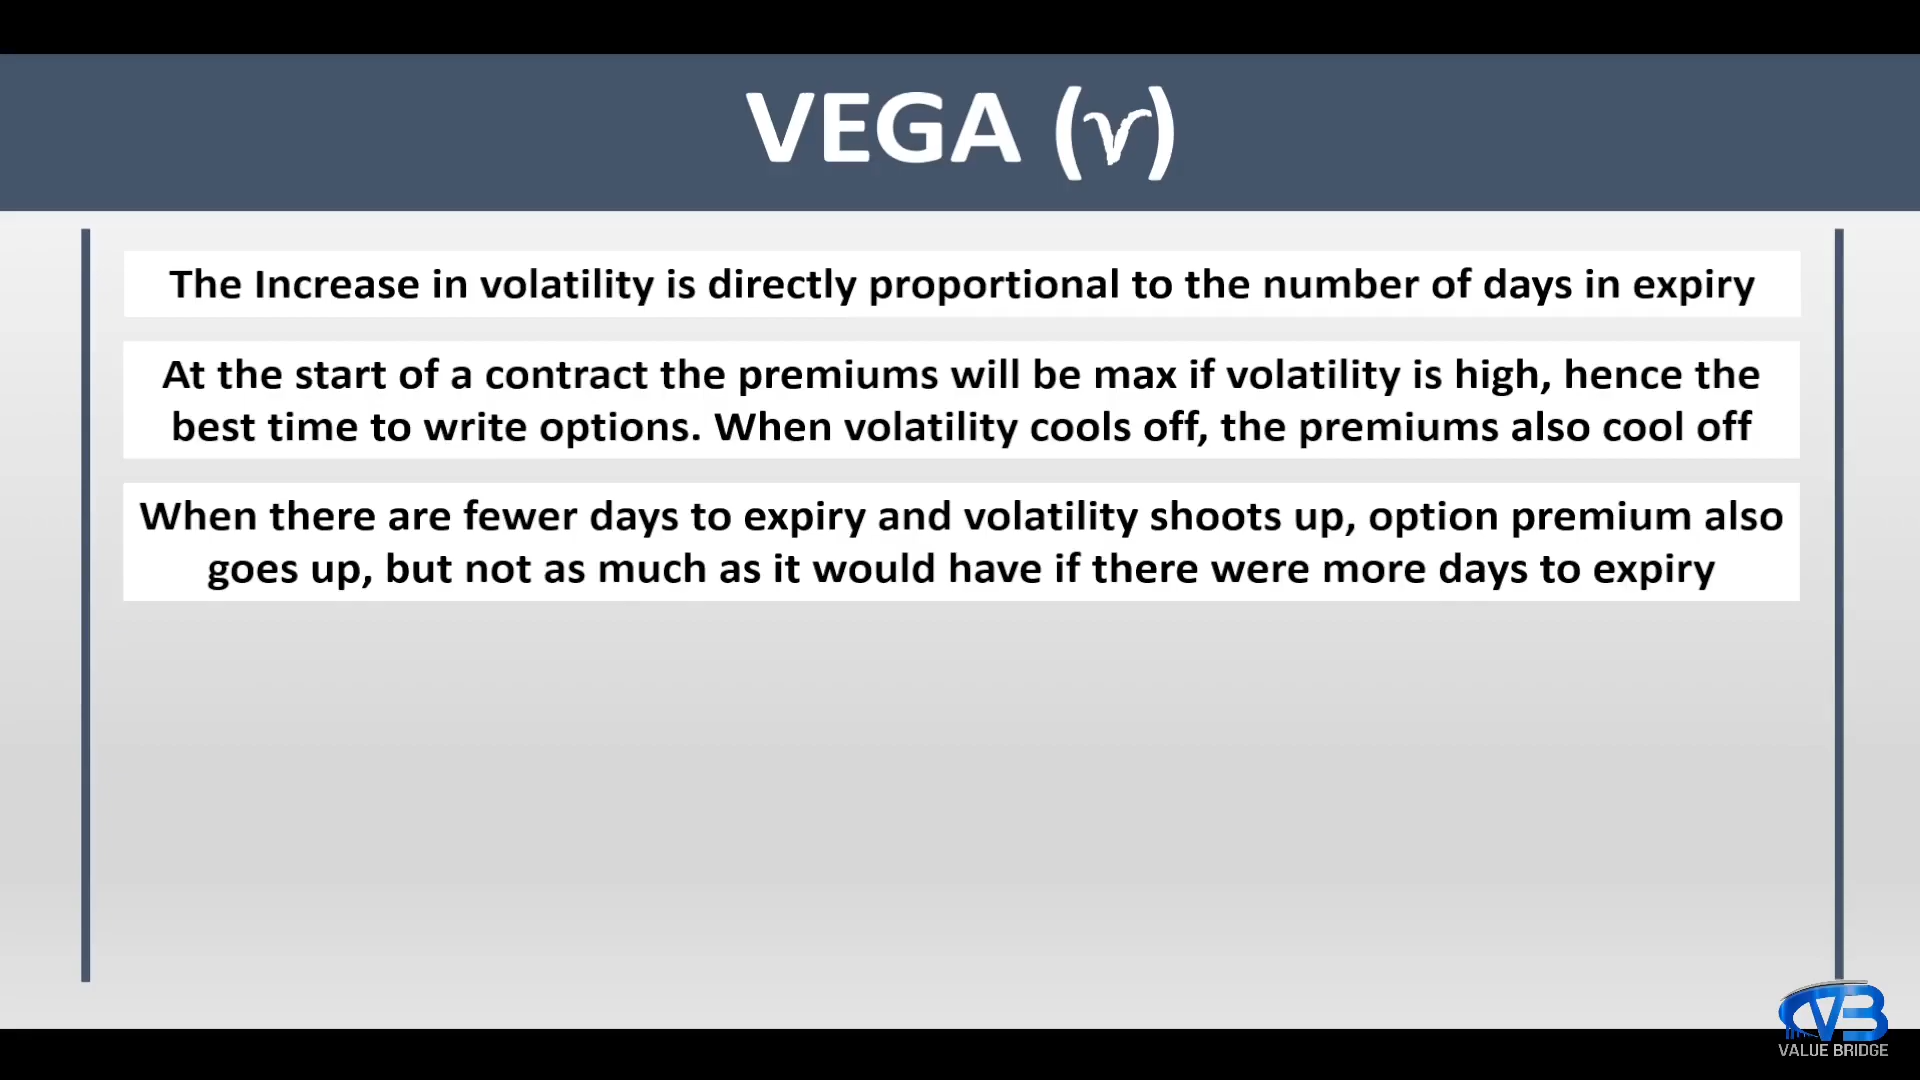 VEGA (ν)
The Increase in volatility is directly proportional to the number of days in expiry
At the start of a contract the premiums will be max if volatility is high, hence the
best time to write options. When volatility cools off, the premiums also cool off
When there are fewer days to expiry and volatility shoots up, option premium also
goes up, but not as much as it would have if there were more days to expiry
VB
VALUE BRIDGE